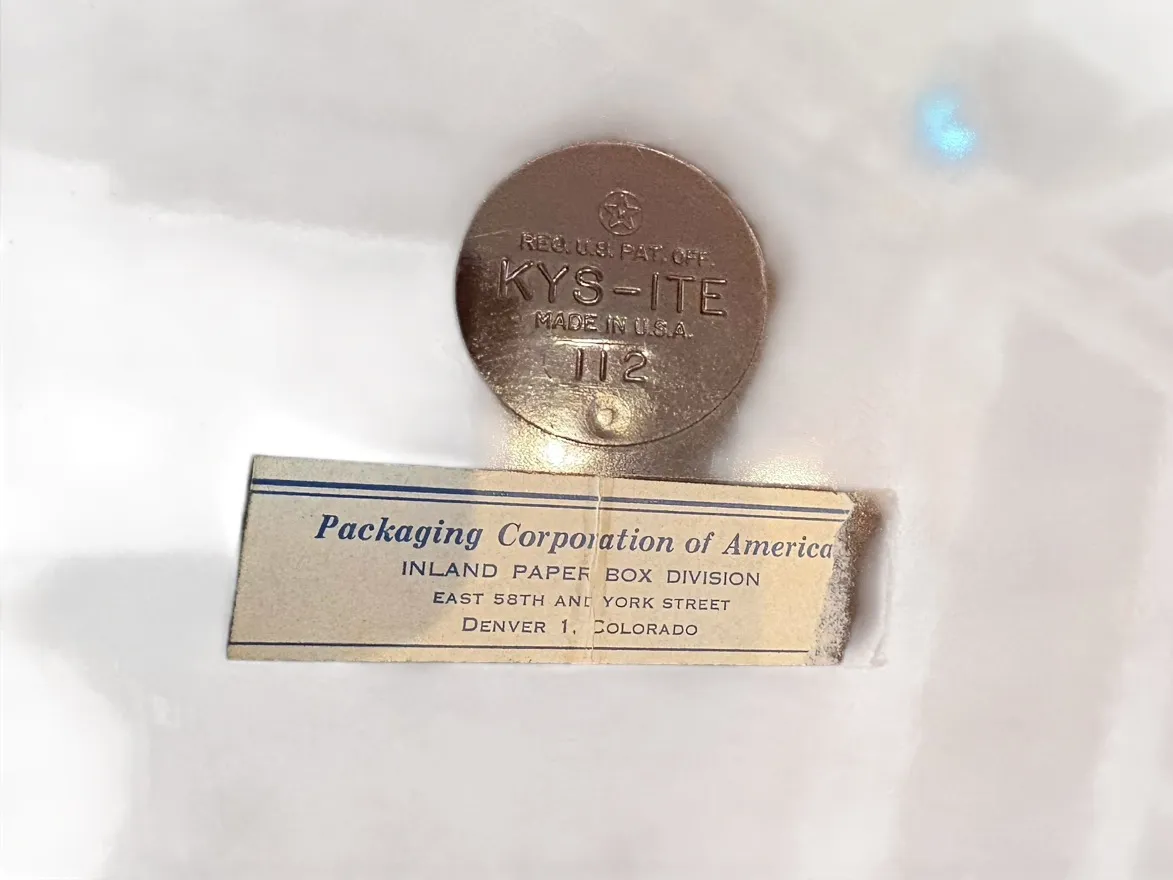 REG. U.S. PAT. OFF.
KYS-ITE
MADE IN U.S.A.
112
Packaging Corporation of America
INLAND PAPER BOX DIVISION
EAST 58TH AND YORK STREET
DENVER 1, COLORADO